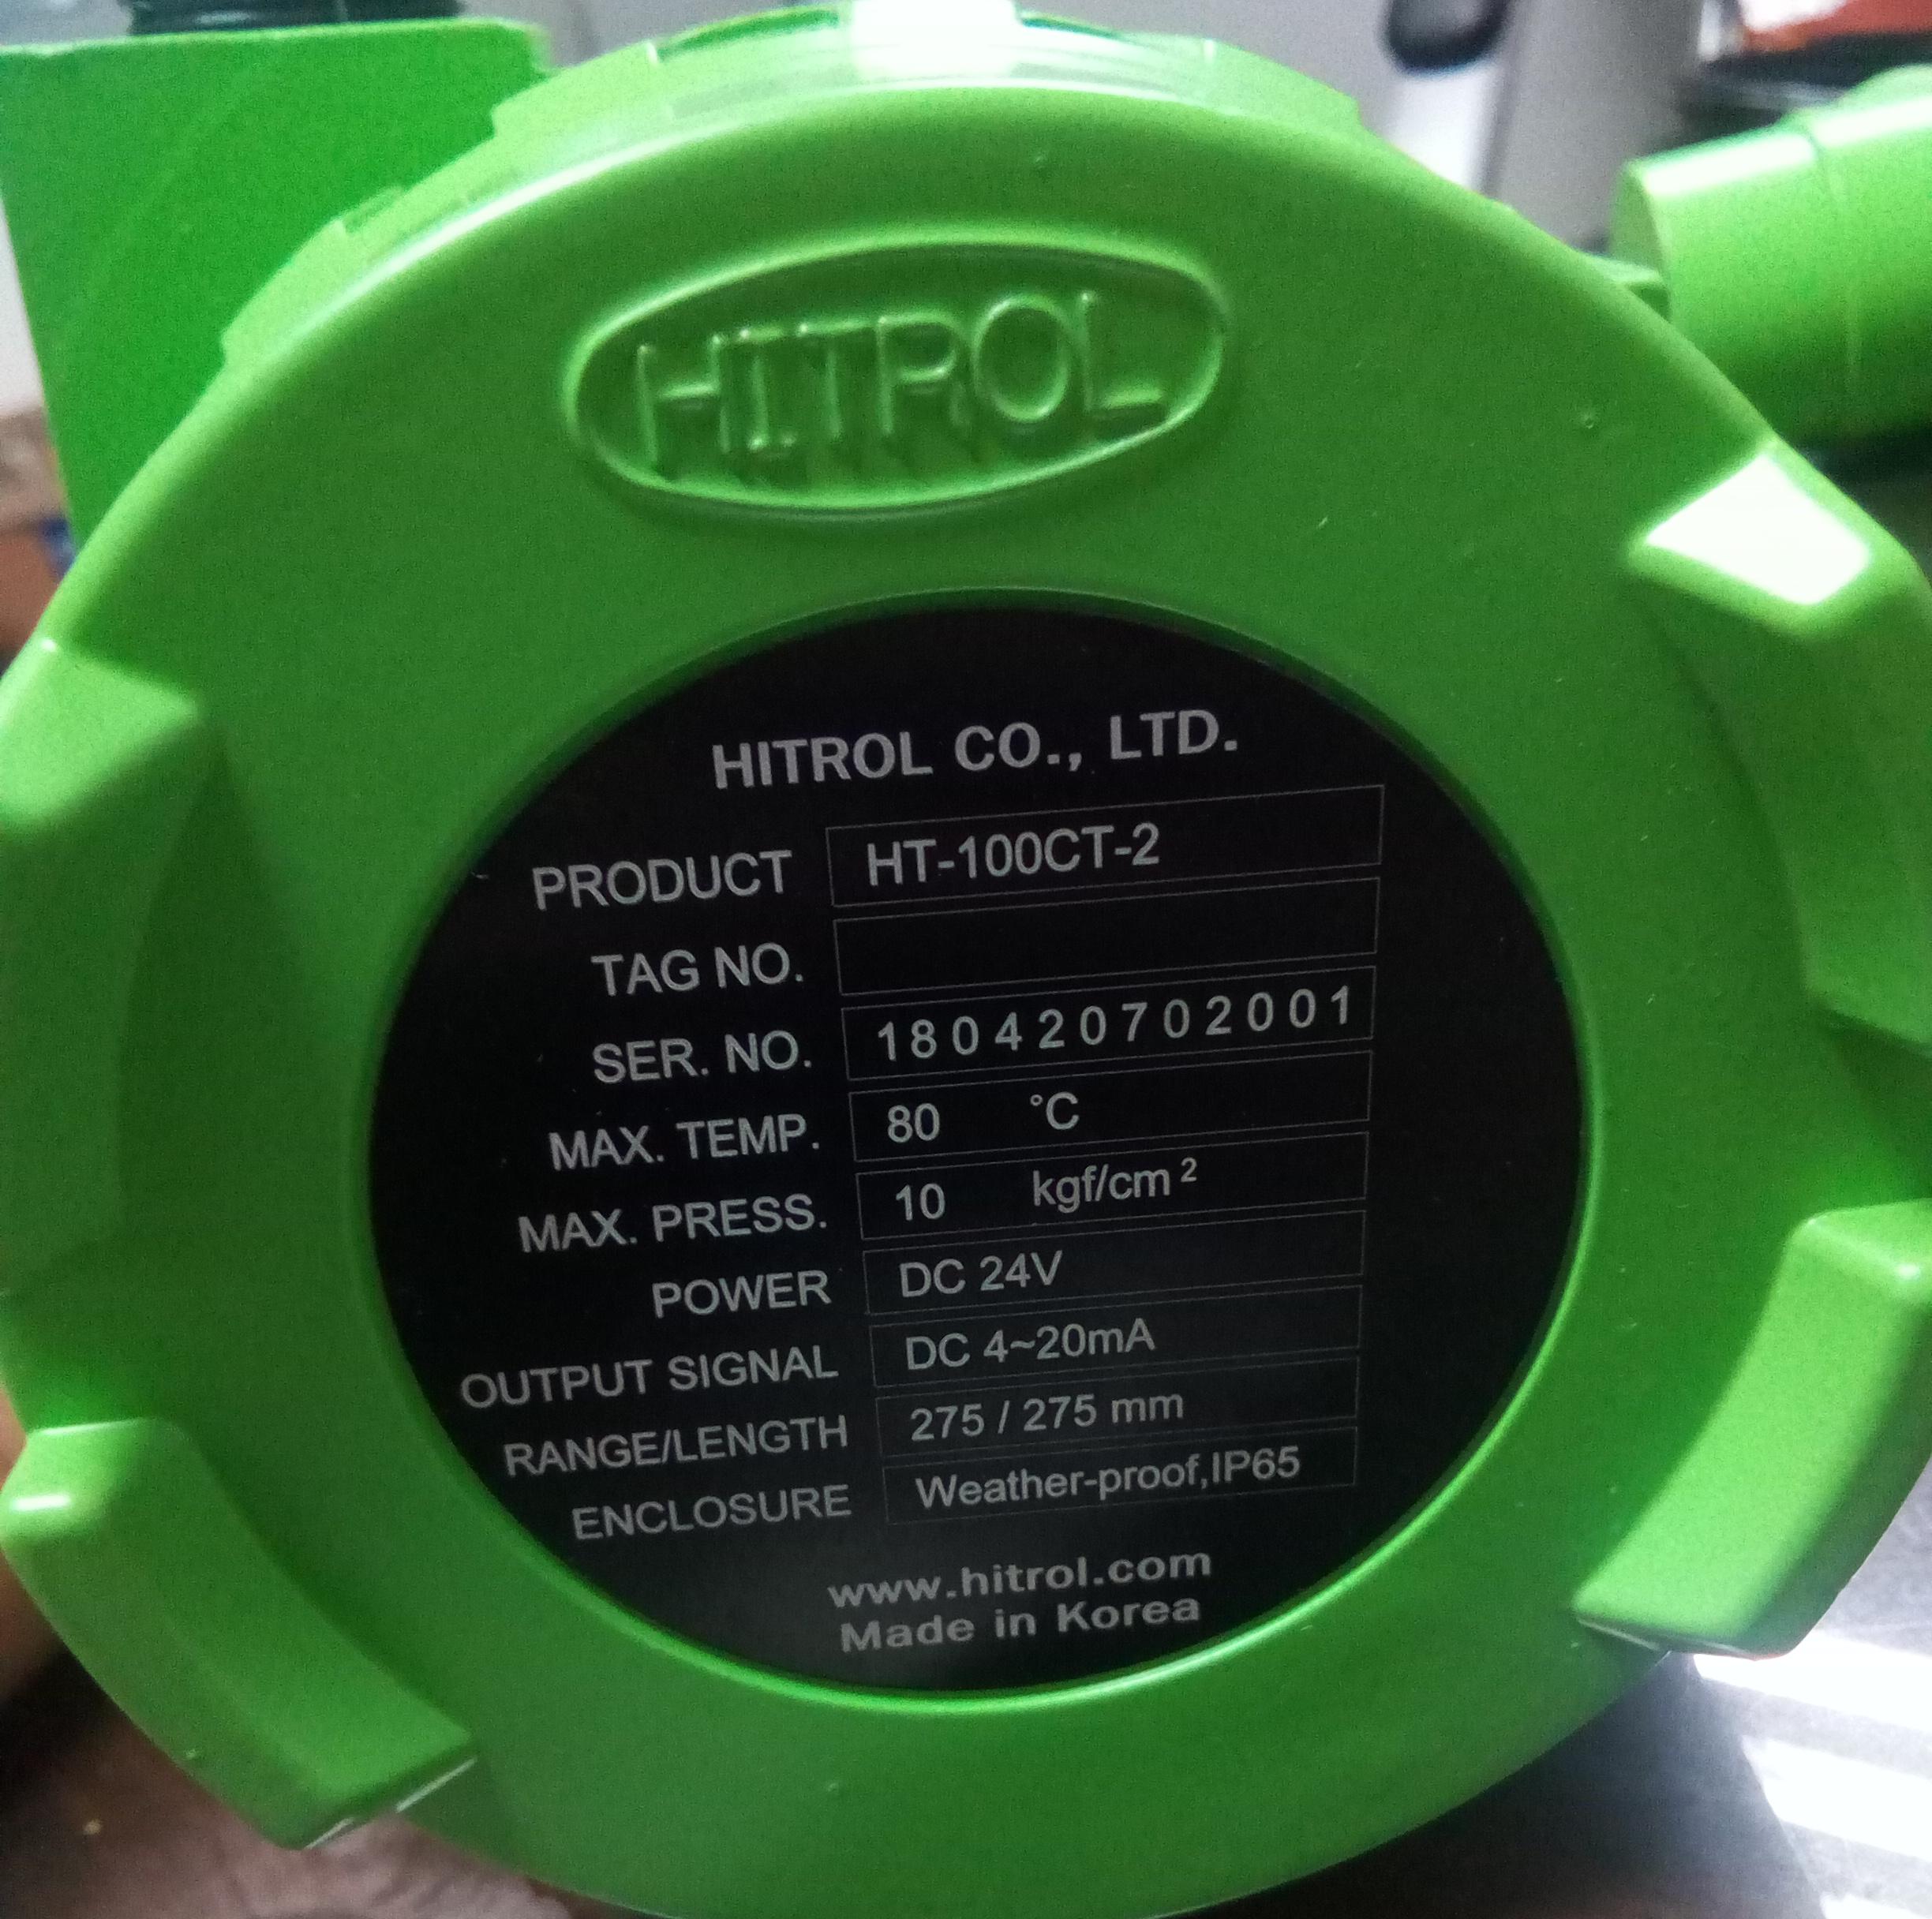 HITROL
HITROL CO., LTD.
PRODUCT HT-100CT-2
TAG NO.
SER. NO. 180420702001
MAX. TEMP. 80 °C
MAX. PRESS. 10 kgf/cm²
POWER DC 24V
OUTPUT SIGNAL DC 4~20mA
RANGE/LENGTH 275 / 275 mm
ENCLOSURE Weather-proof,IP65
www.hitrol.com
Made in Korea